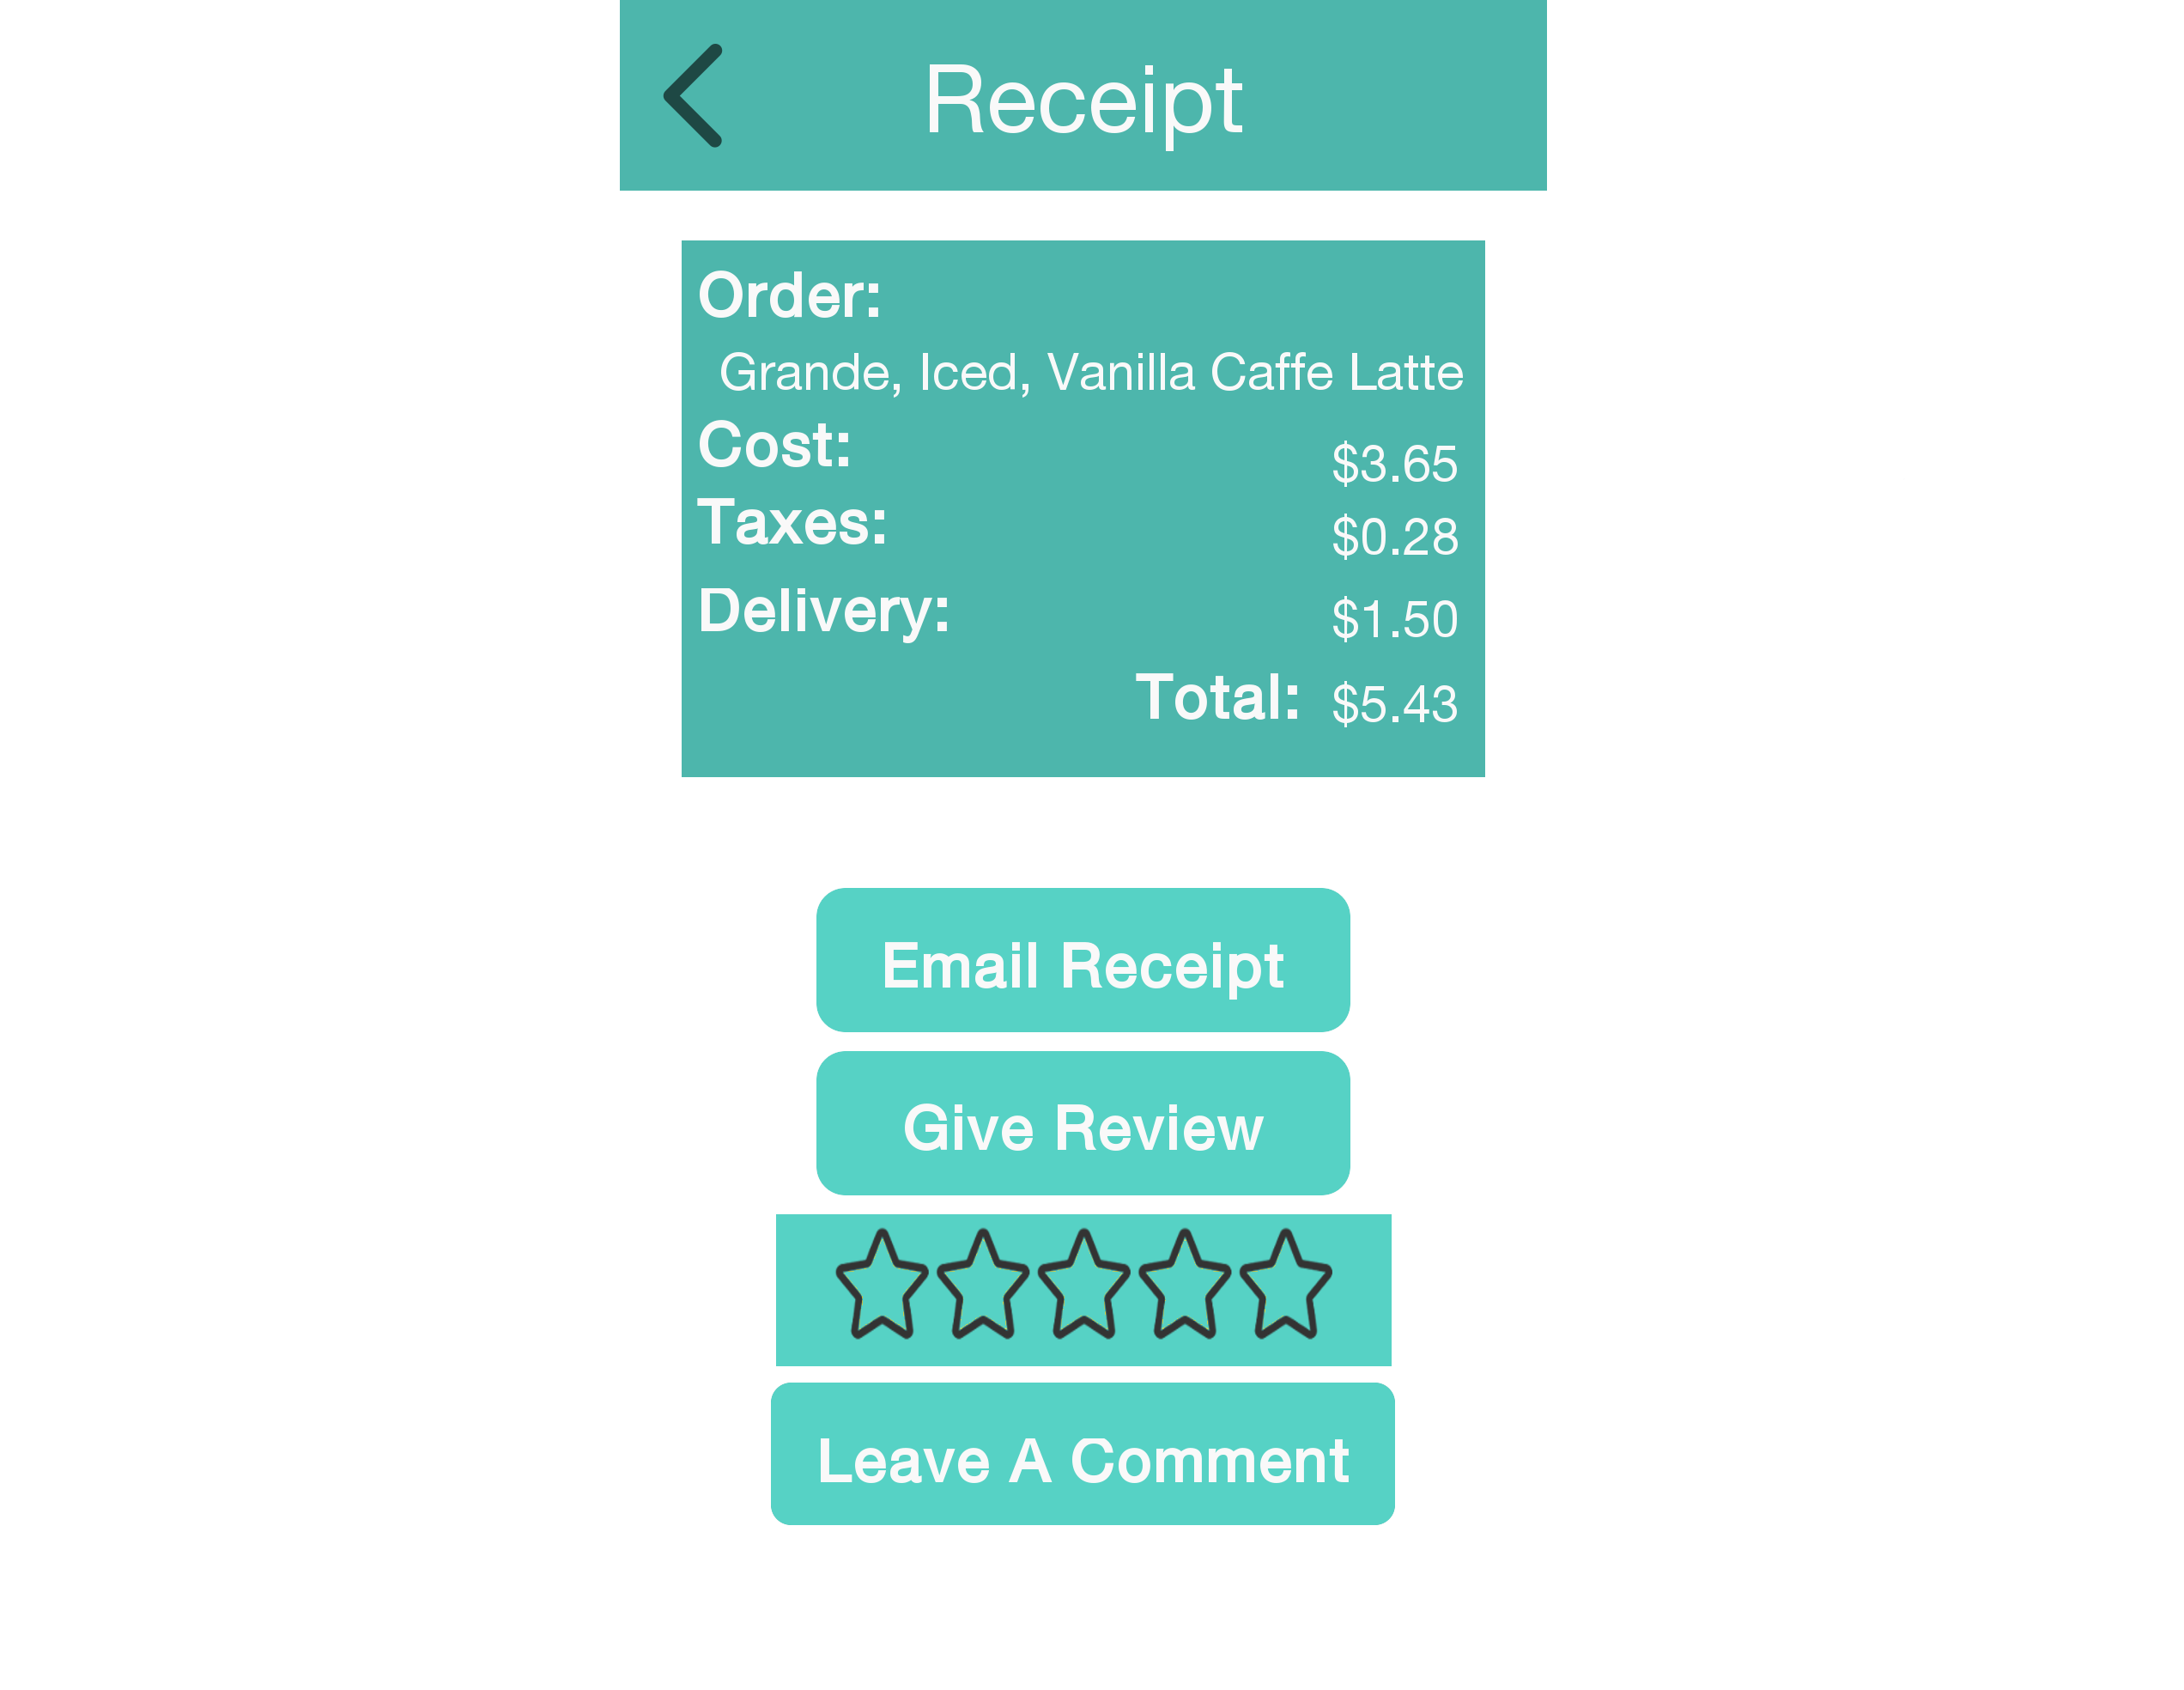 Receipt
Order:
Grande, Iced, Vanilla Caffe Latte
Cost: $3.65
Taxes: $0.28
Delivery: $1.50
Total: $5.43
Email Receipt
Give Review
Leave A Comment